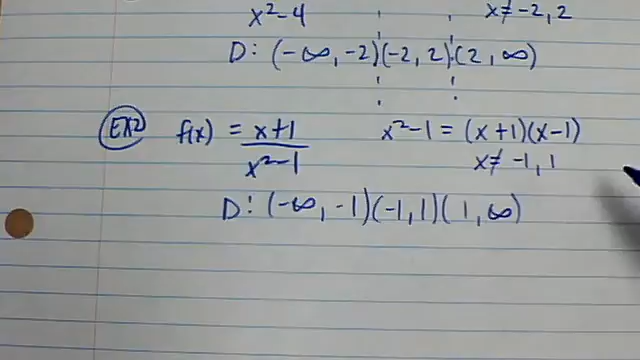 x²-4 x≠-2,2
D: (-∞,-2)(-2,2)(2,∞)
EX2 f(x) = x+1 x²-1 = (x+1)(x-1)
x²-1 x≠-1,1
D: (-∞,-1)(-1,1)(1,∞)